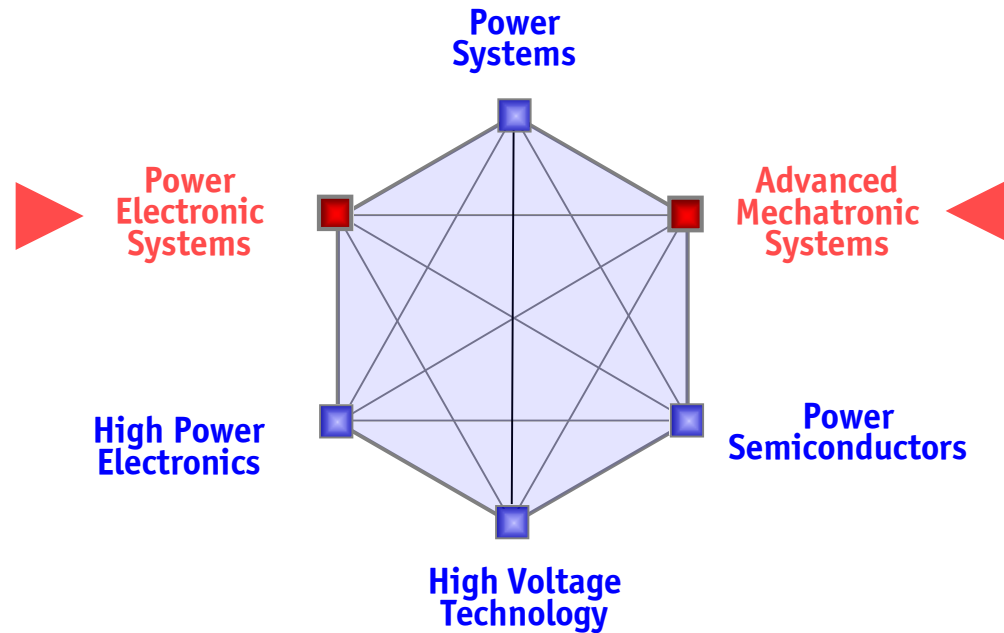 Power
Systems
Power
Electronic
Systems
Advanced
Mechatronic
Systems
High Power
Electronics
Power
Semiconductors
High Voltage
Technology